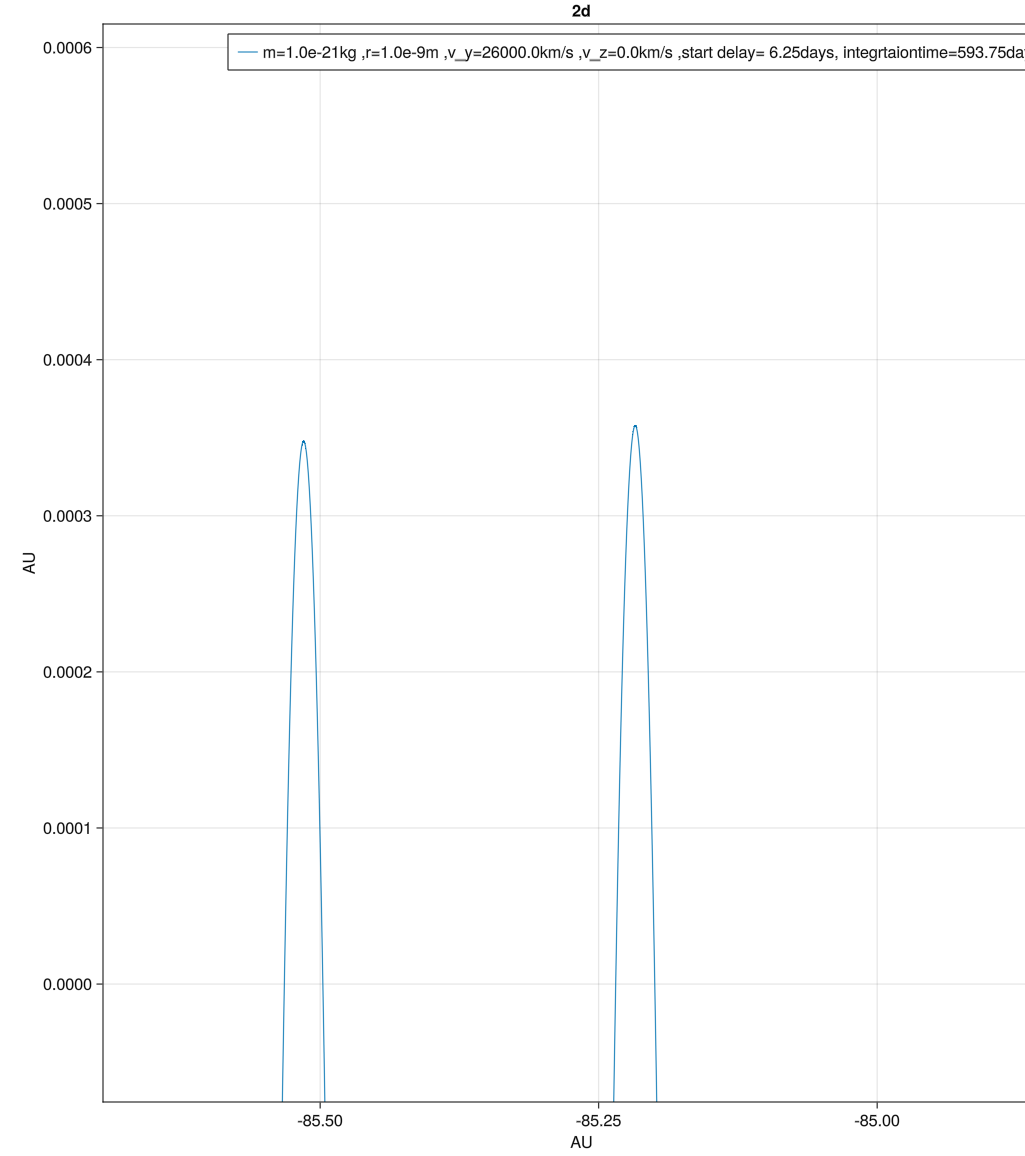 2d
0.0006
m=1.0e-21kg ,r=1.0e-9m ,v_y=26000.0km/s ,v_z=0.0km/s ,start delay= 6.25days, integrtaiontime=593.75da
0.0005
0.0004
0.0003
AU
0.0002
0.0001
0.0000
-85.50 -85.25 -85.00
AU